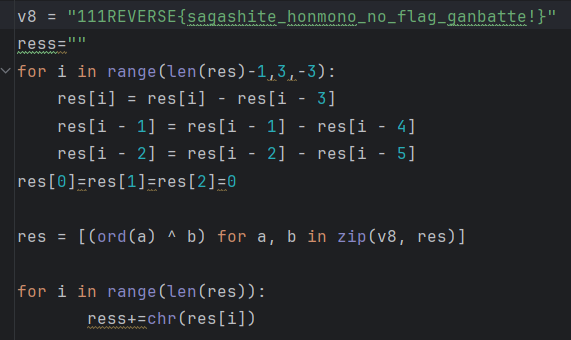 v8 = "111REVERSE{sagashite_honmono_no_flag_ganbatte!}"
ress=""
for i in range(len(res)-1,3,-3):
    res[i] = res[i] - res[i - 3]
    res[i - 1] = res[i - 1] - res[i - 4]
    res[i - 2] = res[i - 2] - res[i - 5]
res[0]=res[1]=res[2]=0
res = [(ord(a) ^ b) for a, b in zip(v8, res)]
for i in range(len(res)):
        ress+=chr(res[i])